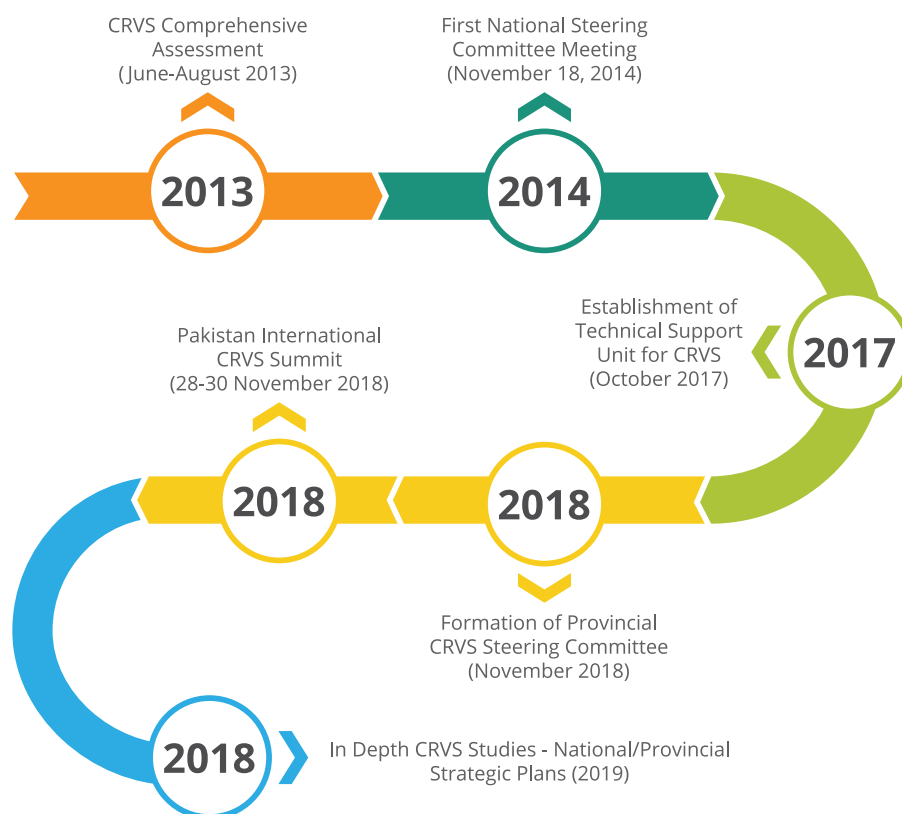 CRVS Comprehensive
Assessment
(June-August 2013)
2013
First National Steering
Committee Meeting
(November 18, 2014)
2014
Establishment of
Technical Support
Unit for CRVS
(October 2017)
2017
Formation of Provincial
CRVS Steering Committee
(November 2018)
2018
Pakistan International
CRVS Summit
(28-30 November 2018)
2018
2018
In Depth CRVS Studies - National/Provincial
Strategic Plans (2019)